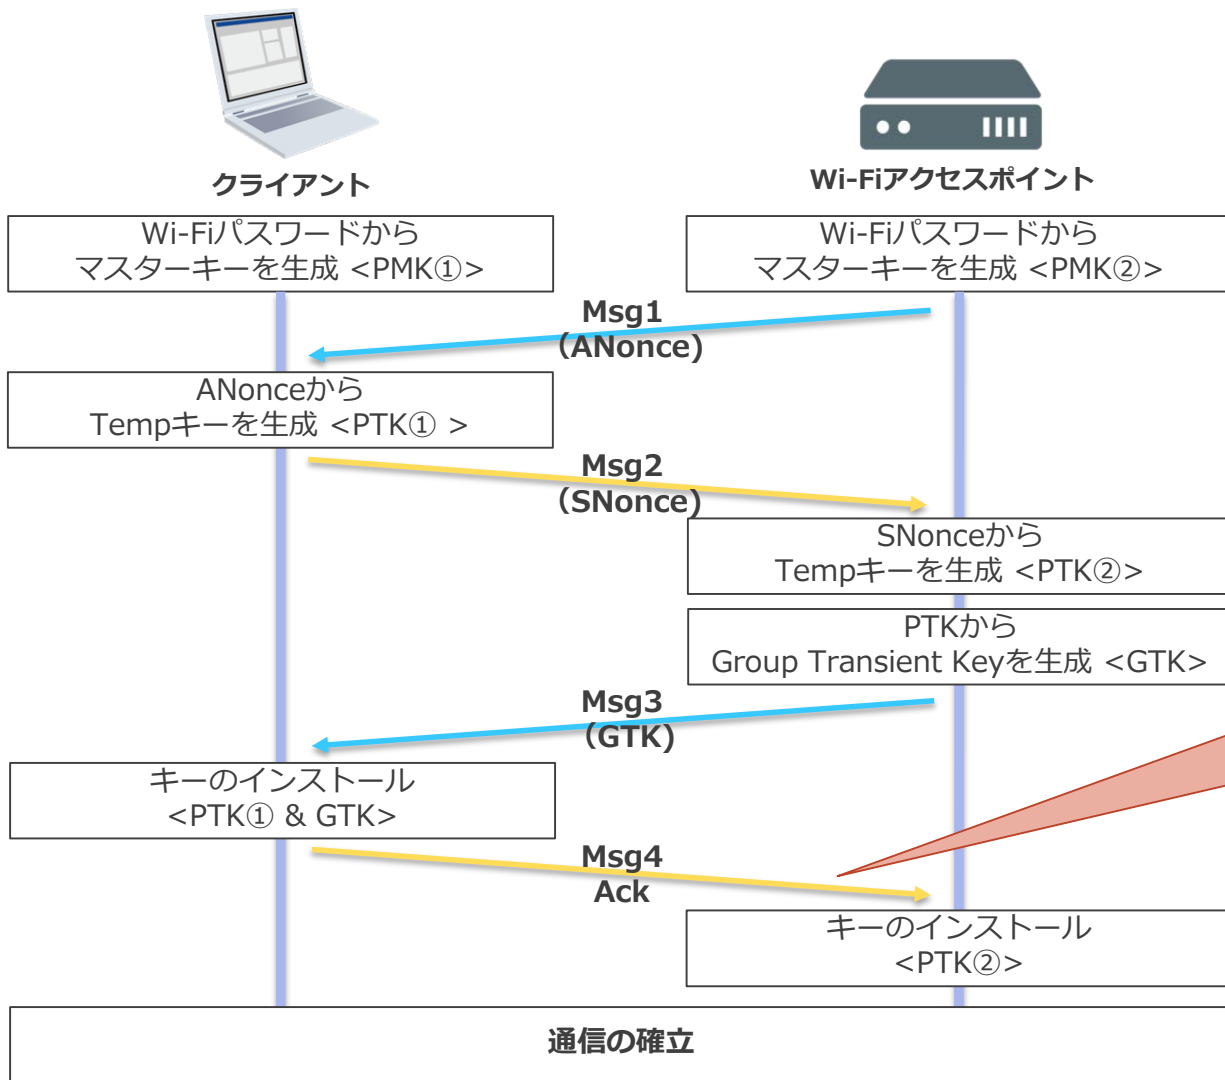 クライアント
Wi-Fiアクセスポイント
Wi-Fiパスワードから
マスターキーを生成 <PMK①>
Wi-Fiパスワードから
マスターキーを生成 <PMK②>
Msg1
(ANonce)
ANonceから
Tempキーを生成 <PTK① >
Msg2
(SNonce)
SNonceから
Tempキーを生成 <PTK②>
PTKから
Group Transient Keyを生成 <GTK>
Msg3
(GTK)
キーのインストール
<PTK① & GTK>
Msg4
Ack
キーのインストール
<PTK②>
通信の確立